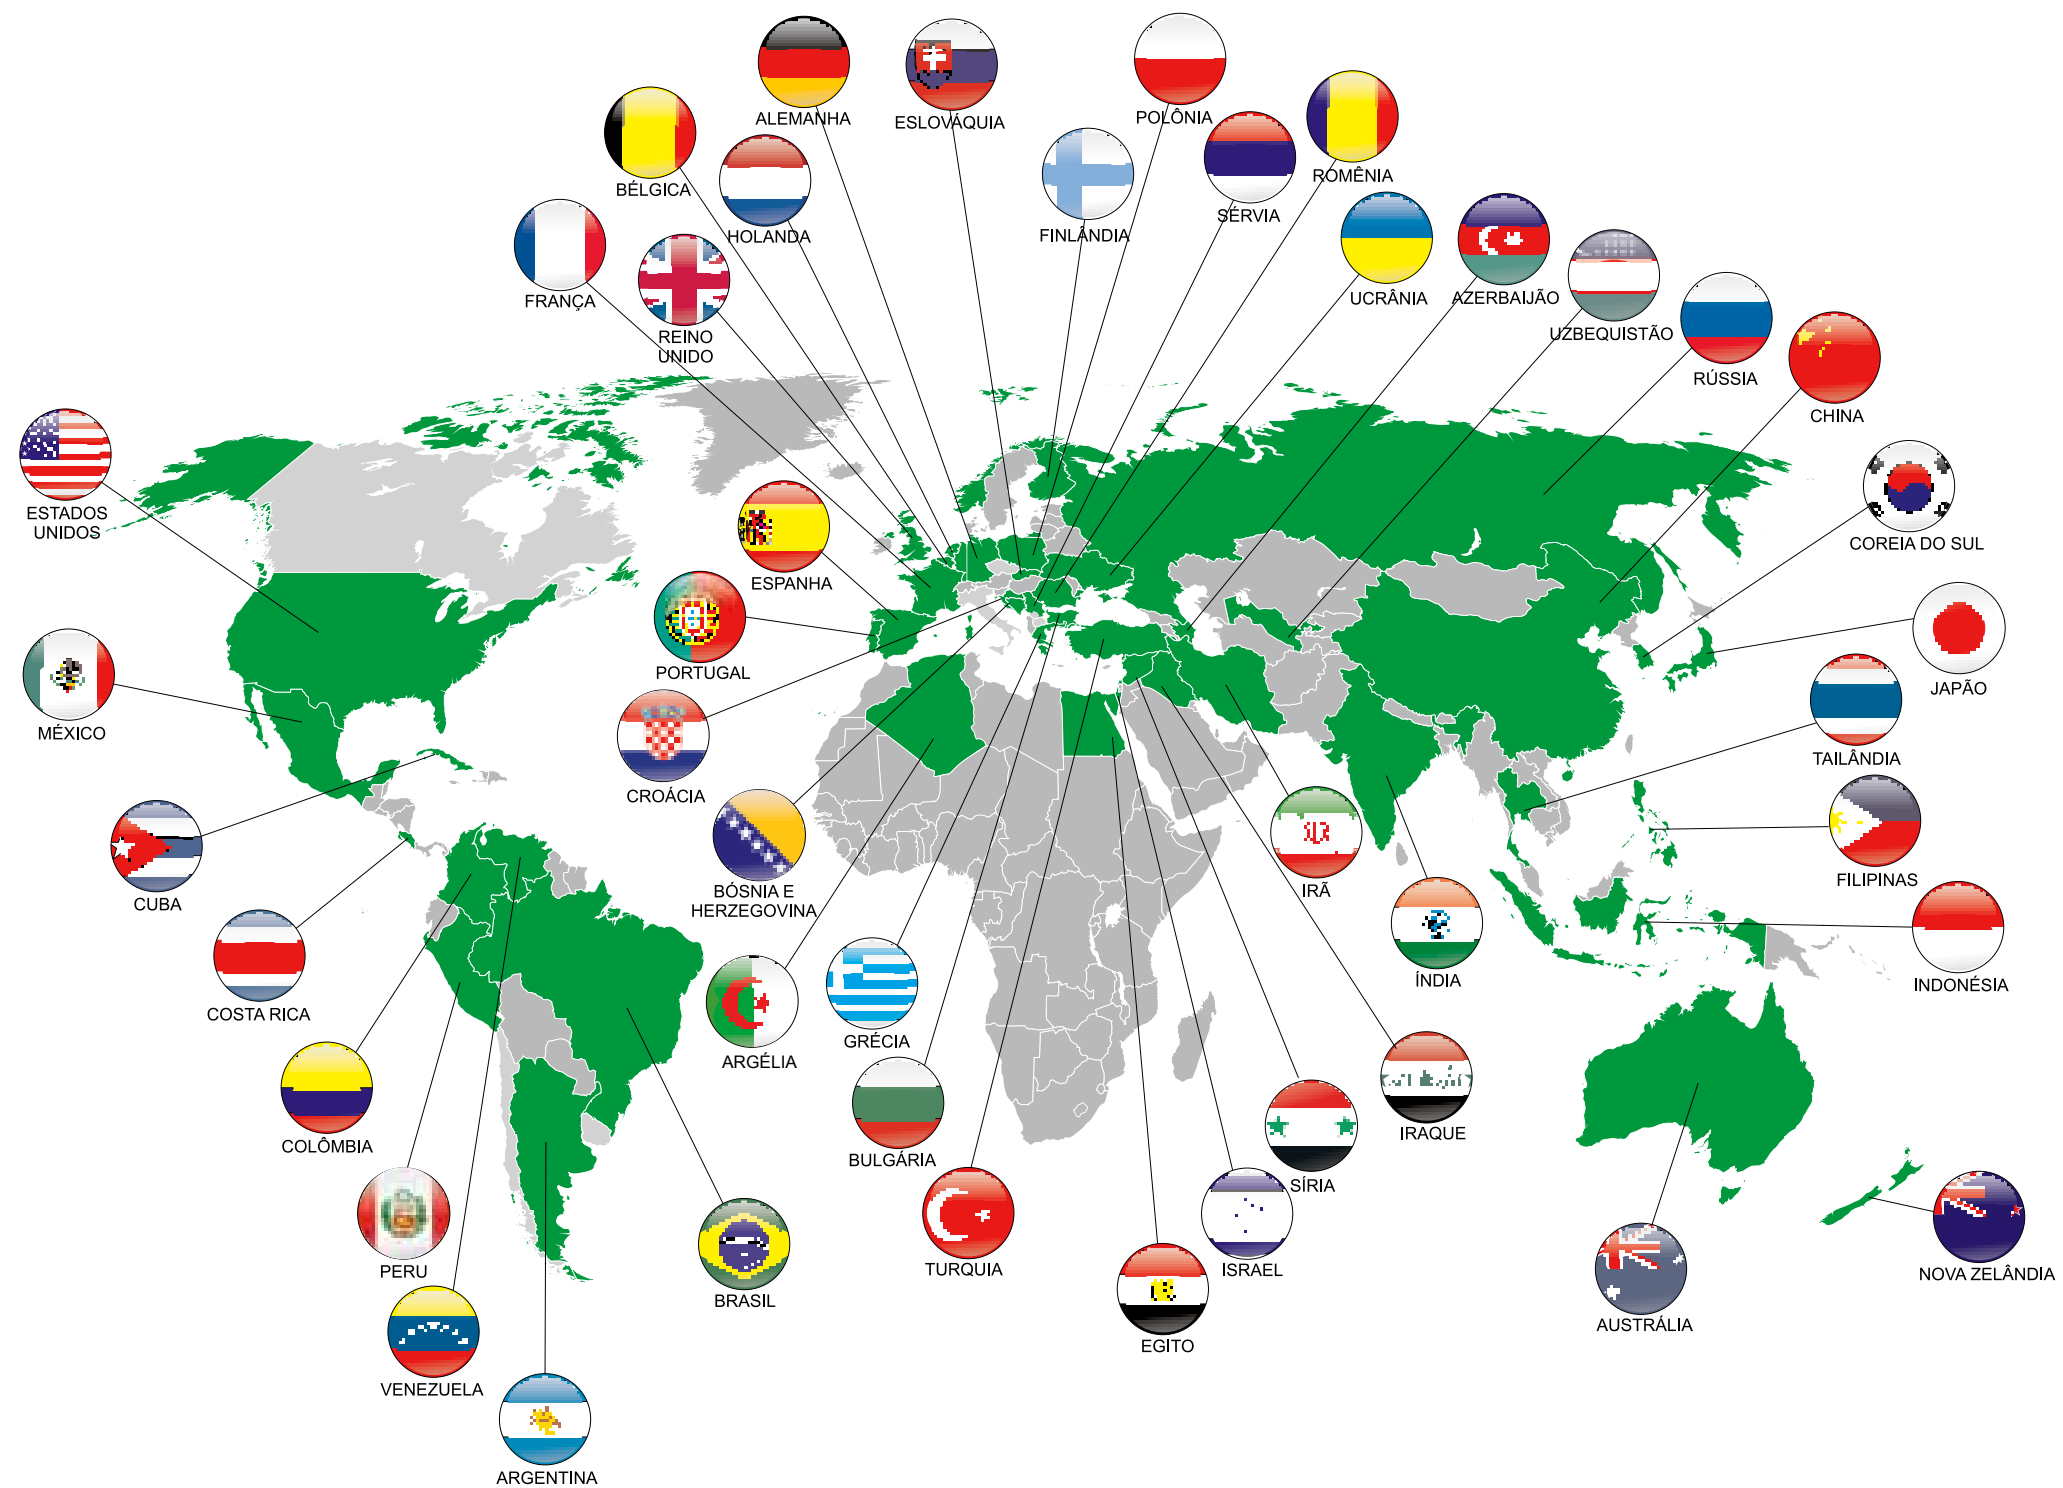 ALEMANHA
ESLOVÁQUIA
POLÔNIA
BÉLGICA
HOLANDA
FINLÂNDIA
SÉRVIA
ROMÊNIA
FRANÇA
REINO
UNIDO
UCRÂNIA
AZERBAIJÃO
UZBEQUISTÃO
RÚSSIA
CHINA
ESTADOS
UNIDOS
ESPANHA
COREIA DO SUL
PORTUGAL
JAPÃO
MÉXICO
TAILÂNDIA
CROÁCIA
CUBA
BÓSNIA E
HERZEGOVINA
IRÃ
FILIPINAS
COSTA RICA
ARGÉLIA
GRÉCIA
ÍNDIA
INDONÉSIA
COLÔMBIA
BULGÁRIA
IRAQUE
SÍRIA
PERU
VENEZUELA
BRASIL
TURQUIA
ISRAEL
EGITO
AUSTRÁLIA
NOVA ZELÂNDIA
ARGENTINA